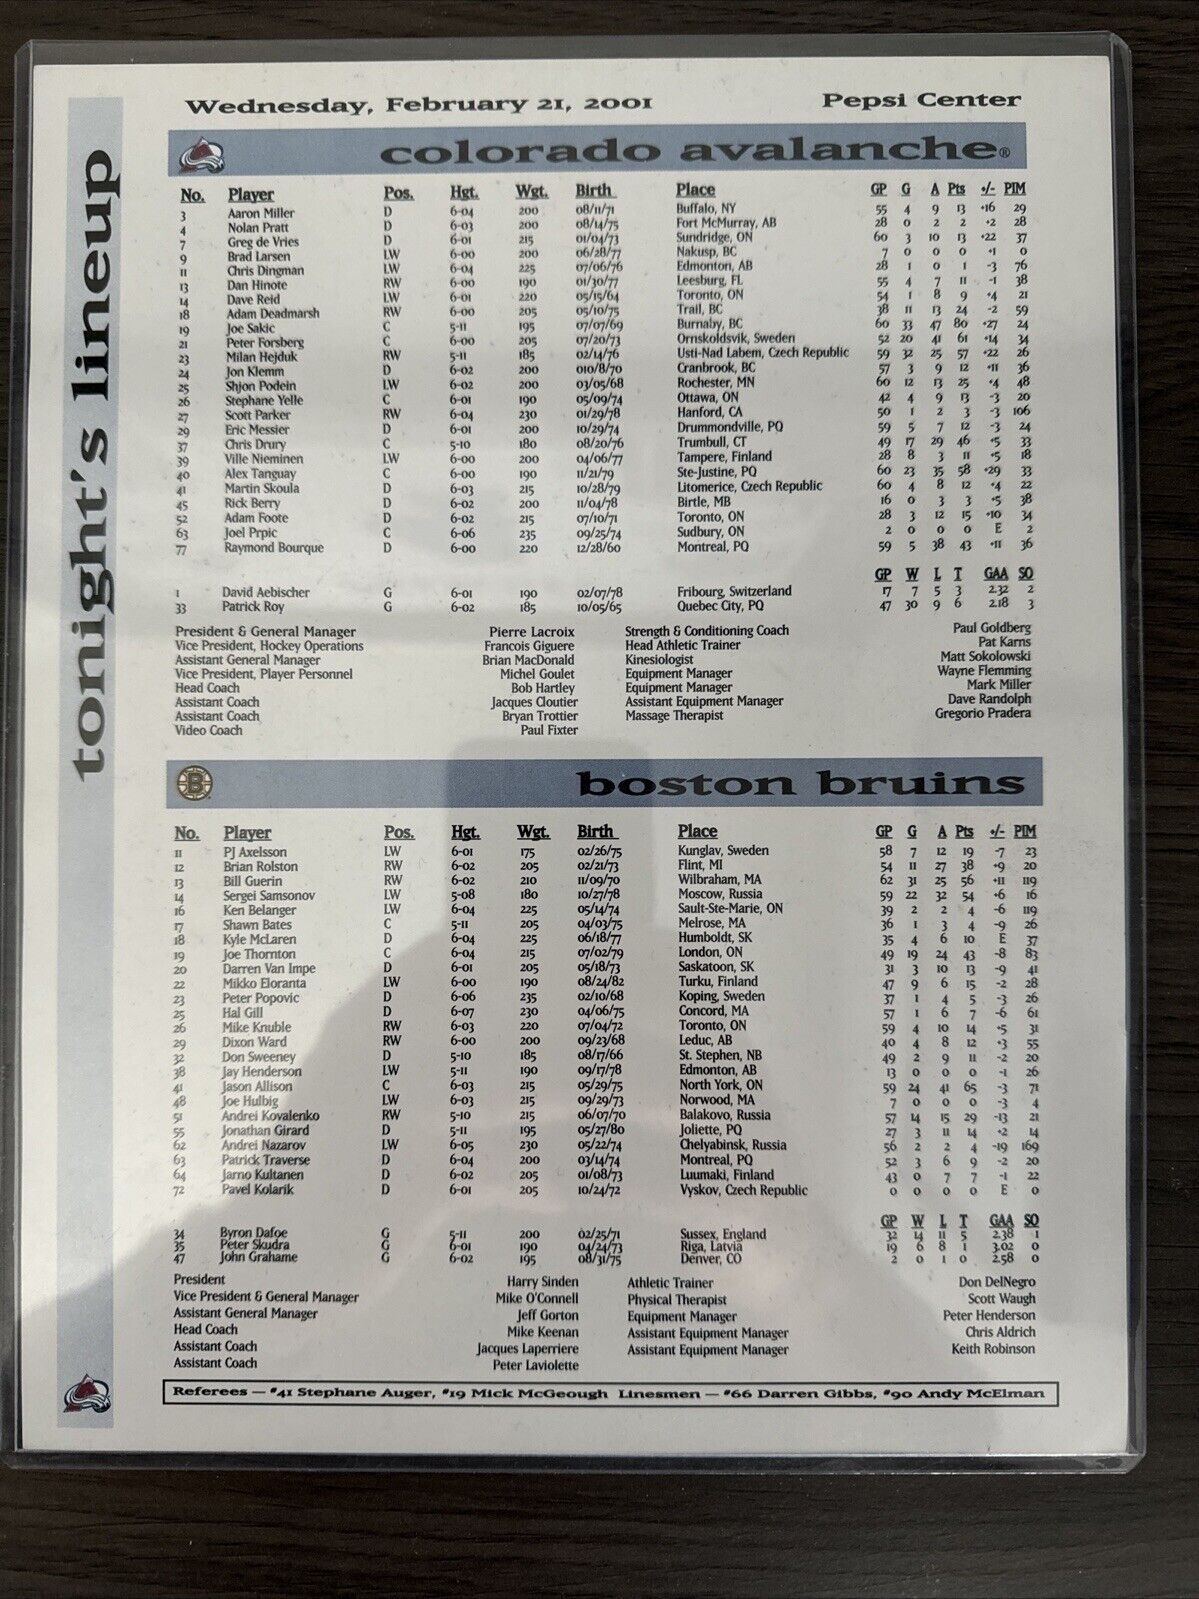 Wednesday, February 21, 2001 Pepsi Center
tonight's lineup
colorado avalanche®
No. Player Pos. Hgt. Wgt. Birth Place GP G A Pts +/- PIM
3 Aaron Miller D 6-04 200 08/11/71 Buffalo, NY 55 4 9 13 +16 29
4 Nolan Pratt D 6-03 200 08/14/75 Fort McMurray, AB 28 0 2 2 +2 28
7 Greg de Vries D 6-01 215 01/04/73 Sundridge, ON 60 3 10 13 +22 37
9 Brad Larsen LW 6-00 200 06/28/77 Nakusp, BC 7 0 0 0 +1 0
11 Chris Dingman LW 6-04 225 07/06/76 Edmonton, AB 28 1 0 1 -3 76
13 Dan Hinote RW 6-00 190 01/30/77 Leesburg, FL 55 4 7 11 -1 38
14 Dave Reid LW 6-01 220 05/15/64 Toronto, ON 54 1 8 9 +4 21
18 Adam Deadmarsh RW 6-00 205 05/10/75 Trail, BC 38 11 13 24 -2 59
19 Joe Sakic C 5-11 195 07/07/69 Burnaby, BC 60 33 47 80 +27 24
21 Peter Forsberg C 6-00 205 07/20/73 Ornskoldsvik, Sweden 52 20 41 61 +14 34
23 Milan Hejduk RW 5-11 185 02/14/76 Usti-Nad Labem, Czech Republic 59 32 25 57 +22 26
24 Jon Klemm D 6-02 200 010/8/70 Cranbrook, BC 57 3 9 12 +11 36
25 Shjon Podein LW 6-02 200 03/05/68 Rochester, MN 60 12 13 25 +4 48
26 Stephane Yelle C 6-01 190 05/09/74 Ottawa, ON 42 4 9 13 -3 20
27 Scott Parker RW 6-04 230 01/29/78 Hanford, CA 50 1 2 3 -3 106
29 Eric Messier D 6-01 200 10/29/74 Drummondville, PQ 59 5 7 12 -3 24
37 Chris Drury C 5-10 180 08/20/76 Trumbull, CT 49 17 29 46 +5 33
39 Ville Nieminen LW 6-00 200 04/06/77 Tampere, Finland 28 8 3 11 +5 18
40 Alex Tanguay C 6-00 190 11/21/79 Ste-Justine, PQ 60 23 35 58 +29 33
41 Martin Skoula D 6-03 215 10/28/79 Litomerice, Czech Republic 60 4 8 12 +4 22
45 Rick Berry D 6-02 200 11/04/78 Birtle, MB 16 0 3 3 +5 38
52 Adam Foote D 6-02 215 07/10/71 Toronto, ON 28 3 12 15 +10 34
63 Joel Prpic C 6-06 235 09/25/74 Sudbury, ON 2 0 0 0 E 2
77 Raymond Bourque D 6-00 220 12/28/60 Montreal, PQ 59 5 38 43 +11 36
GP W L T GAA SO
1 David Aebischer G 6-01 190 02/07/78 Fribourg, Switzerland 17 7 5 3 2.32 2
33 Patrick Roy G 6-02 185 10/05/65 Quebec City, PQ 47 30 9 6 2.18 3
President & General Manager Pierre Lacroix Strength & Conditioning Coach Paul Goldberg
Vice President, Hockey Operations Francois Giguere Head Athletic Trainer Pat Karns
Assistant General Manager Brian MacDonald Kinesiologist Matt Sokolowski
Vice President, Player Personnel Michel Goulet Equipment Manager Wayne Flemming
Head Coach Bob Hartley Equipment Manager Mark Miller
Assistant Coach Jacques Cloutier Assistant Equipment Manager Dave Randolph
Assistant Coach Bryan Trottier Massage Therapist Gregorio Pradera
Video Coach Paul Fixter
B
boston bruins
No. Player Pos. Hgt. Wgt. Birth Place GP G A Pts +/- PIM
11 PJ Axelsson LW 6-01 175 02/26/75 Kunglav, Sweden 58 7 12 19 -7 23
12 Brian Rolston RW 6-02 205 02/21/73 Flint, MI 54 11 27 38 +9 20
13 Bill Guerin RW 6-02 210 11/09/70 Wilbraham, MA 62 31 25 56 +11 119
14 Sergei Samsonov LW 5-08 180 10/27/78 Moscow, Russia 59 22 32 54 +6 16
16 Ken Belanger LW 6-04 225 05/14/74 Sault-Ste-Marie, ON 39 2 2 4 -6 119
17 Shawn Bates C 5-11 205 04/03/75 Melrose, MA 36 1 3 4 -9 26
18 Kyle McLaren D 6-04 225 06/18/77 Humboldt, SK 35 4 6 10 E 37
19 Joe Thornton C 6-04 215 07/02/79 London, ON 49 19 24 43 -8 83
20 Darren Van Impe D 6-01 205 05/18/73 Saskatoon, SK 31 3 10 13 -9 41
22 Mikko Eloranta LW 6-00 190 08/24/82 Turku, Finland 47 9 6 15 -2 28
23 Peter Popovic D 6-06 235 02/10/68 Koping, Sweden 37 1 4 5 -3 26
25 Hal Gill D 6-07 230 04/06/75 Concord, MA 57 1 6 7 -6 61
26 Mike Knuble RW 6-03 220 07/04/72 Toronto, ON 59 4 10 14 +5 31
29 Dixon Ward RW 6-00 200 09/23/68 Leduc, AB 40 4 8 12 +3 55
32 Don Sweeney D 5-10 185 08/17/66 St. Stephen, NB 49 2 9 11 -2 20
38 Jay Henderson LW 5-11 190 09/17/78 Edmonton, AB 13 0 0 0 -1 26
41 Jason Allison C 6-03 215 05/29/75 North York, ON 59 24 41 65 -3 71
48 Joe Hulbig LW 6-03 215 09/29/73 Norwood, MA 7 0 0 0 -3 4
51 Andrei Kovalenko RW 5-10 215 06/07/70 Balakovo, Russia 57 14 15 29 -13 21
55 Jonathan Girard D 5-11 195 05/27/80 Joliette, PQ 27 3 11 14 +2 14
62 Andrei Nazarov LW 6-05 230 05/22/74 Chelyabinsk, Russia 56 2 2 4 -19 169
63 Patrick Traverse D 6-04 200 03/14/74 Montreal, PQ 52 3 6 9 -2 20
64 Jarno Kultanen D 6-02 205 01/08/73 Luumaki, Finland 43 0 7 7 -1 22
72 Pavel Kolarik D 6-01 205 10/24/72 Vyskov, Czech Republic 0 0 0 0 E 0
GP W L T GAA SO
34 Byron Dafoe G 5-11 200 02/25/71 Sussex, England 32 14 11 5 2.38 1
35 Peter Skudra G 6-01 190 04/24/73 Riga, Latvia 19 6 8 1 3.02 0
47 John Grahame G 6-02 195 08/31/75 Denver, CO 2 0 1 0 2.58 0
President Harry Sinden Athletic Trainer Don DelNegro
Vice President & General Manager Mike O'Connell Physical Therapist Scott Waugh
Assistant General Manager Jeff Gorton Equipment Manager Peter Henderson
Head Coach Mike Keenan Assistant Equipment Manager Chris Aldrich
Assistant Coach Jacques Laperriere Assistant Equipment Manager Keith Robinson
Assistant Coach Peter Laviolette
Referees — #41 Stephane Auger, #19 Mick McGeough Linesmen — #66 Darren Gibbs, #90 Andy McElman